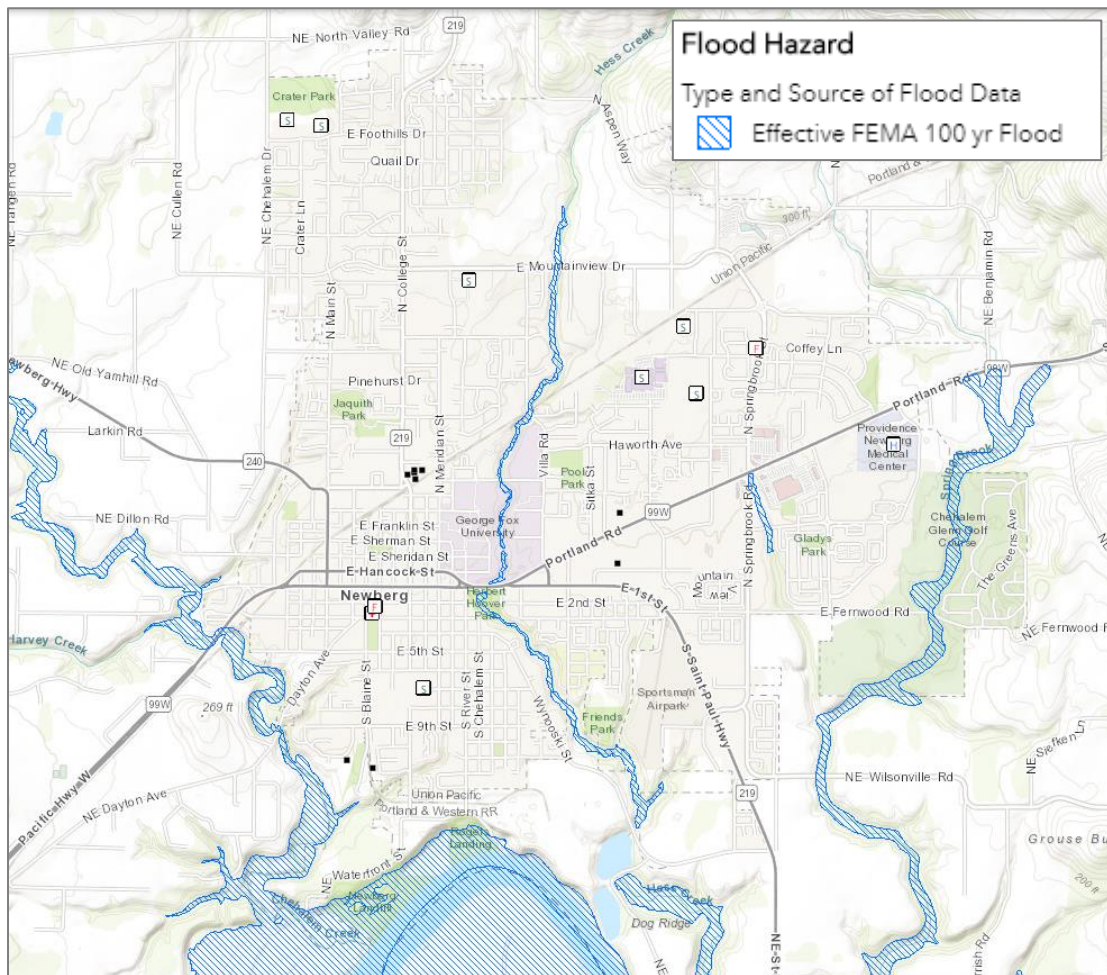 Flood Hazard
Type and Source of Flood Data
Effective FEMA 100 yr Flood
NE North Valley Rd
219
Hess Creek
Crater Park
S
S
N Aspen Way
E Foothills Dr
Quail Dr
NE Cullen Rd
NE Chehalem Dr
Crater Ln
Portland &
300 ft
Union Pacific
N College St
N Main St
E Mountainview Dr
NE Benjamin Rd
S
S
F
Coffey Ln
NE Old Yamhill Rd
Pinehurst Dr
S
S
99W
Jaquith
Park
Portland-Rd
Larkin Rd
219
N Meridian St
Villa Rd
Haworth Ave
Providence
Newberg
Medical
Center
H
240
Pool
Park
Sitka St
NE Dillon Rd
E Franklin St
E Sherman St
E Sheridan St
George Fox
University
99W
Portland-Rd
N Springbrook Rd
Gladys
Park
Chehalem
Glenn Golf
Course
The Greens Ave
E-Hancock-St
Newberg
Herbert
Hoover
Park
E 2nd St
E-1st-St
Mountain
View
E Fernwood Rd
NE Fernwood R
F
Harvey Creek
Dayton Ave
E 5th St
S
S Blaine St
S River St
S Chehalem St
Wynooski St
S-Saint-Paul-Hwy
Sportsman
Airpark
Friends
Park
99W
269 ft
E 9th St
NE Wilsonville Rd
Pacific-Hwy-W
NE Dayton Ave
Union Pacific
Portland & Western RR
219
Rogers
Landing
Grouse Bu
200 ft
NE Waterfront St
Newberg
Landfill
Chehalem
Creek
Hess Creek
Dog Ridge
NE-St-